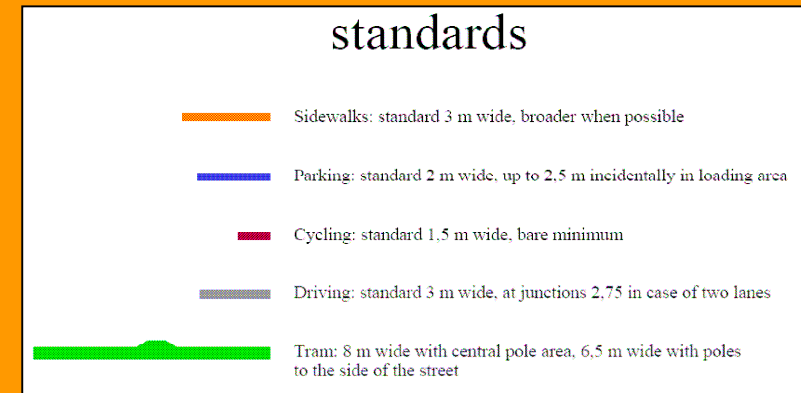 standards
Sidewalks: standard 3 m wide, broader when possible
Parking: standard 2 m wide, up to 2,5 m incidentally in loading area
Cycling: standard 1,5 m wide, bare minimum
Driving: standard 3 m wide, at junctions 2,75 in case of two lanes
Tram: 8 m wide with central pole area, 6,5 m wide with poles
to the side of the street